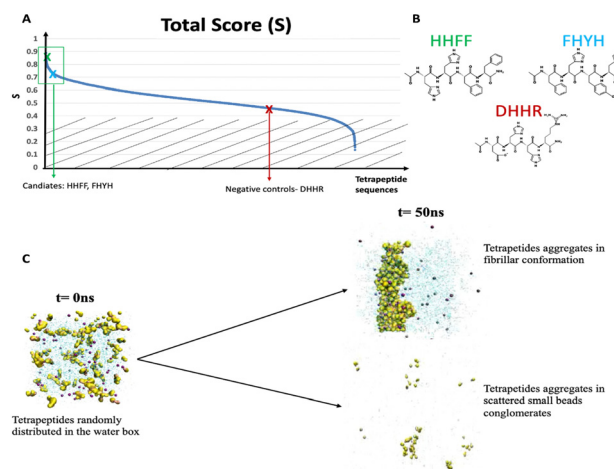 A
Total Score (S)
1
0.9
0.8
0.7
0.6
0.5
0.4
0.3
0.2
0.1
0
S
Tetrapeptide
sequences
Candiates: HHFF, FHYH
Negative controls- DHHR
B
HHFF
FHYH
DHHR
C
t= 0ns
Tetrapeptides randomly
distributed in the water box
t= 50ns
Tetrapetides aggregates in
fibrillar conformation
Tetrapetides aggregates in
scattered small beads
conglomerates